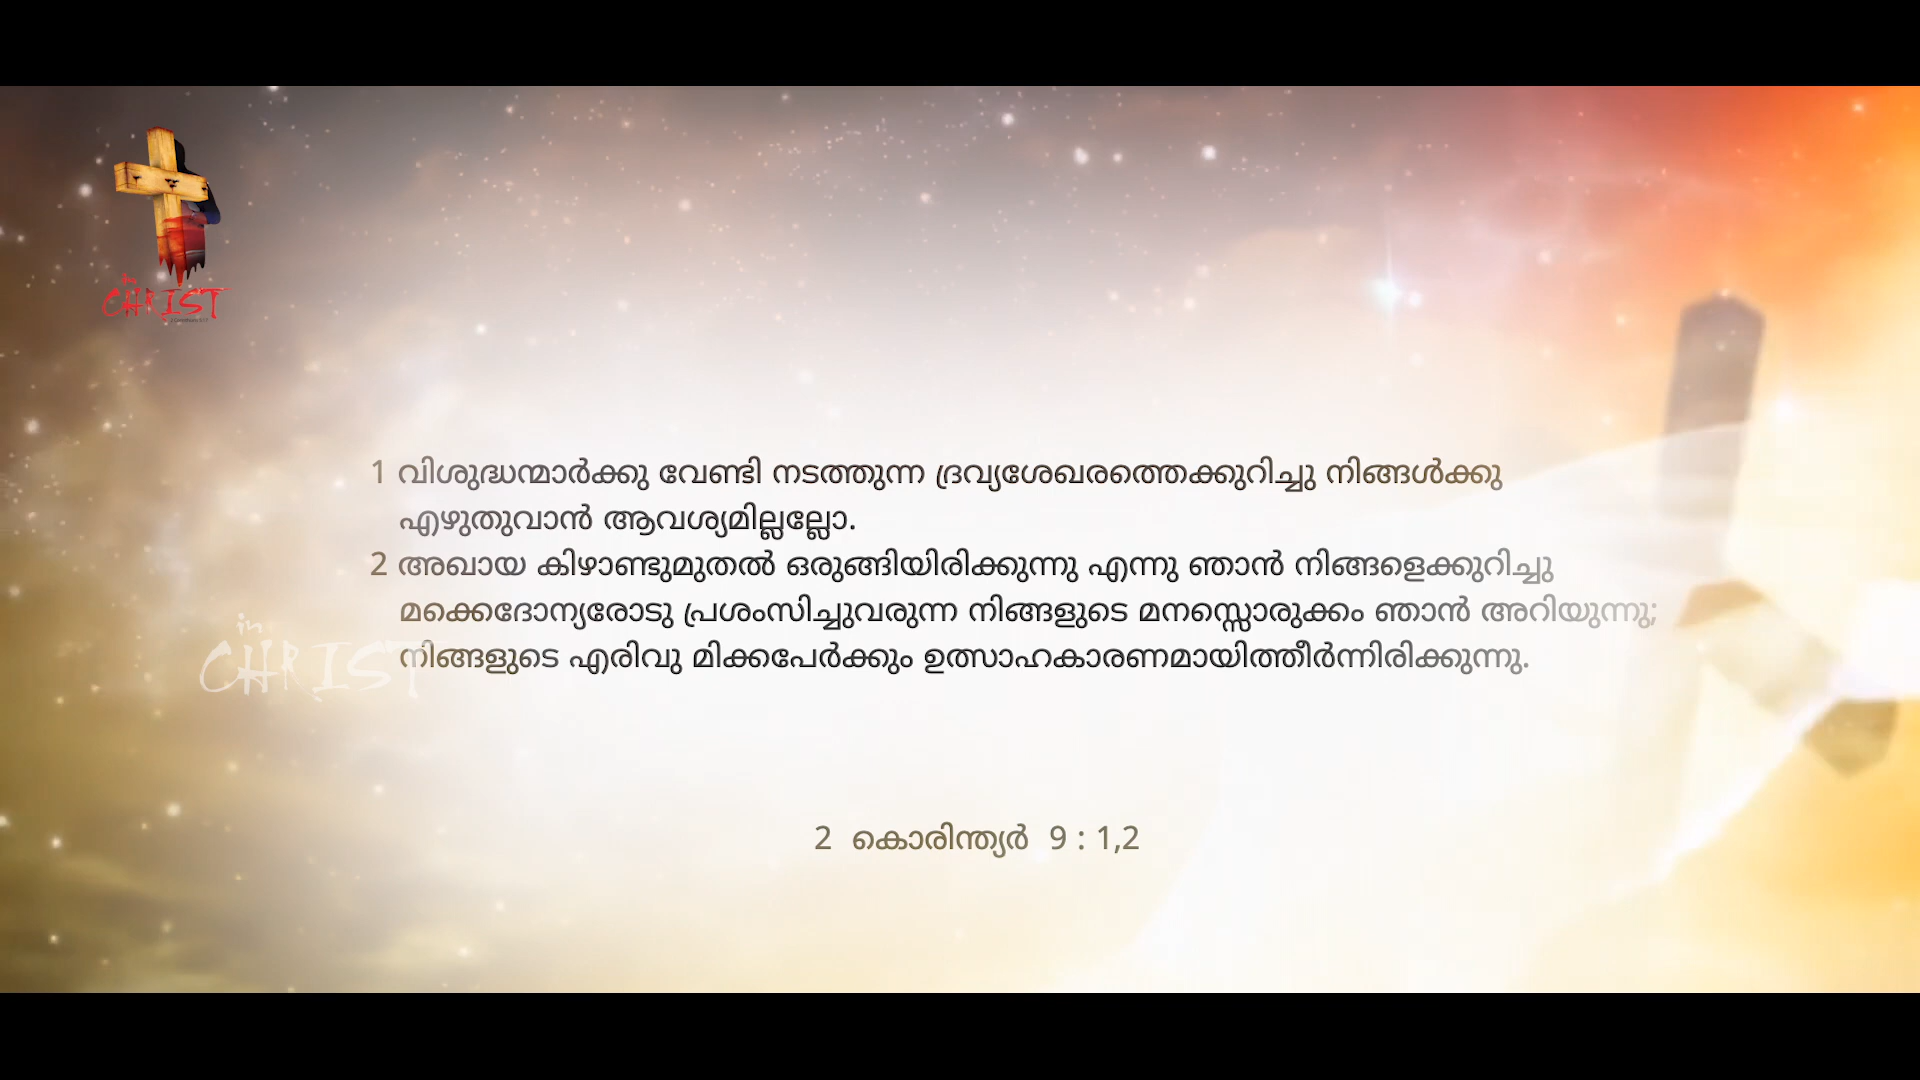 in
CHRIST
1 വിശുദ്ധന്മാർക്കു വേണ്ടി നടത്തുന്ന ദ്രവ്യശേഖരത്തെക്കുറിച്ചു നിങ്ങൾക്കു
എഴുതുവാൻ ആവശ്യമില്ലല്ലോ.
2 അഖായ കിഴാണ്ടുമുതൽ ഒരുങ്ങിയിരിക്കുന്നു എന്നു ഞാൻ നിങ്ങളെക്കുറിച്ചു
മക്കെദോന്യരോടു പ്രശംസിച്ചുവരുന്ന നിങ്ങളുടെ മനസ്സൊരുക്കം ഞാൻ അറിയുന്നു;
നിങ്ങളുടെ എരിവു മിക്കപേർക്കും ഉത്സാഹകാരണമായിത്തീർന്നിരിക്കുന്നു.
in
CHRIST
2 കൊരിന്ത്യർ 9 : 1,2